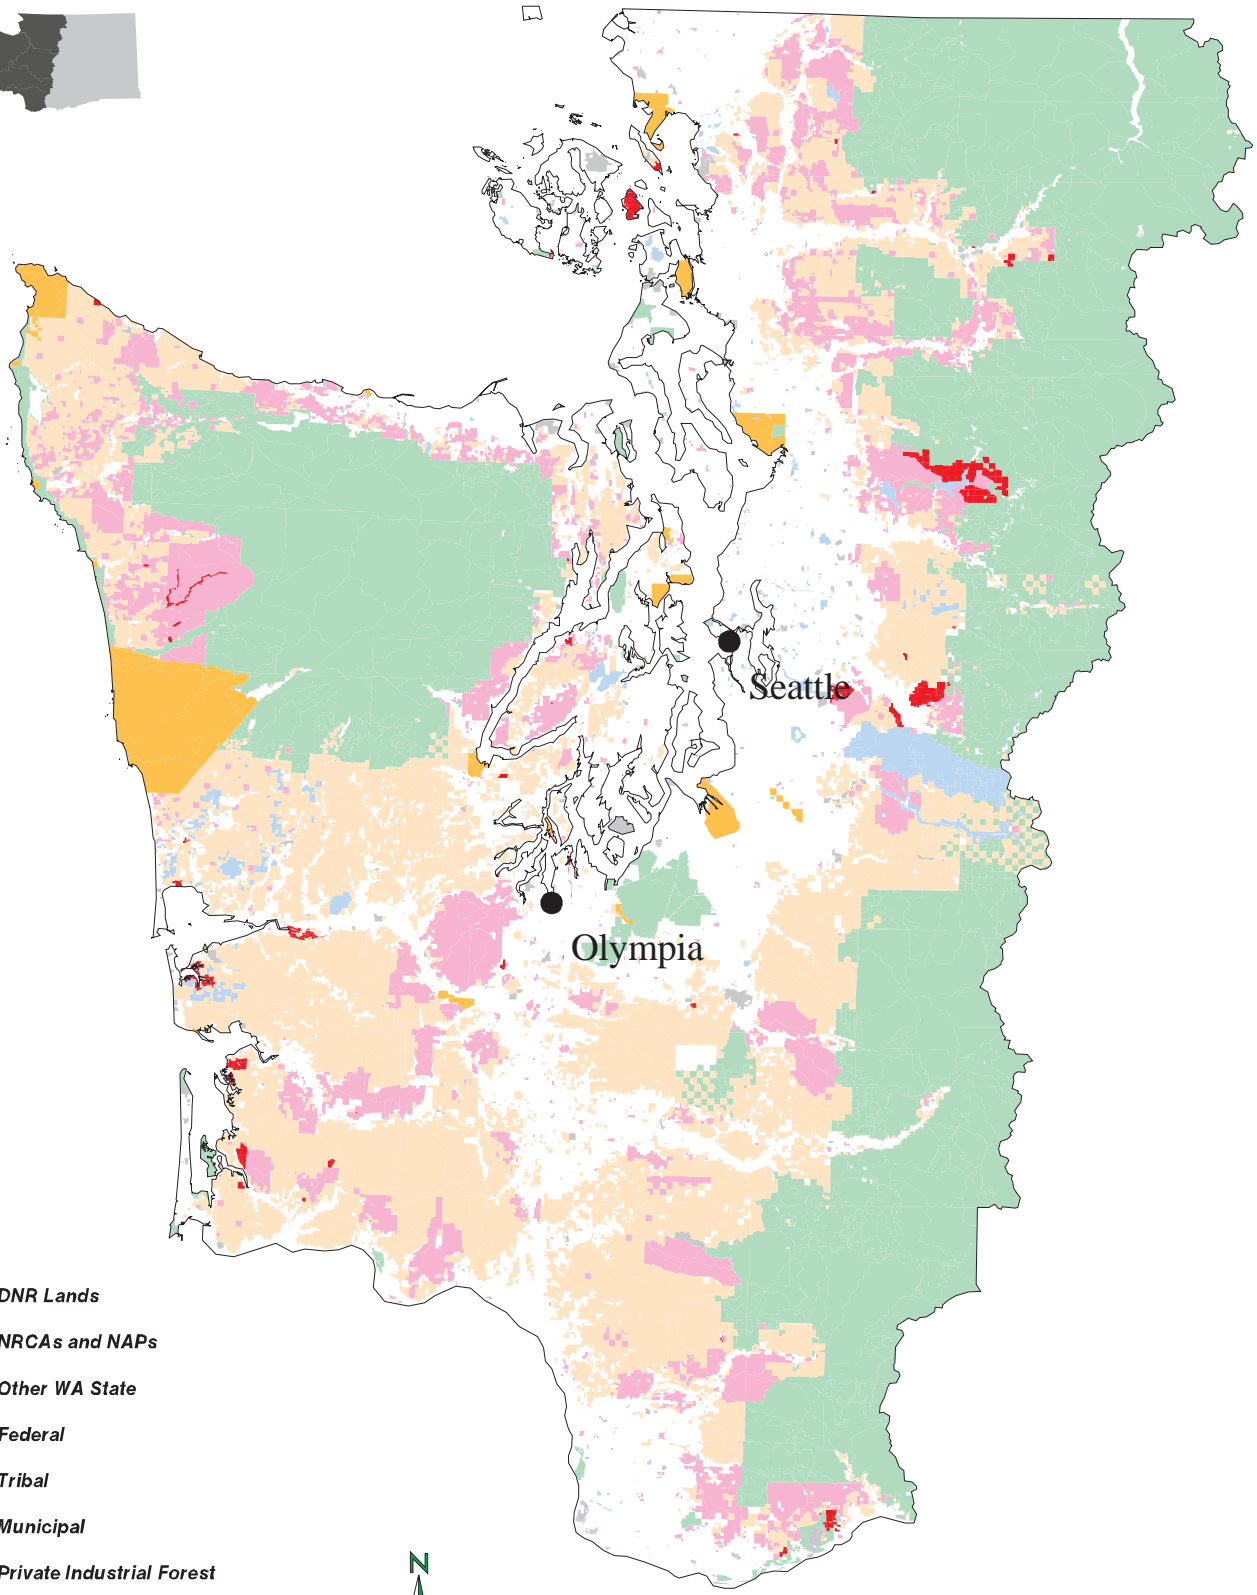 Seattle
Olympia
DNR Lands
NRCAs and NAPs
Other WA State
Federal
Tribal
Municipal
Private Industrial Forest
N